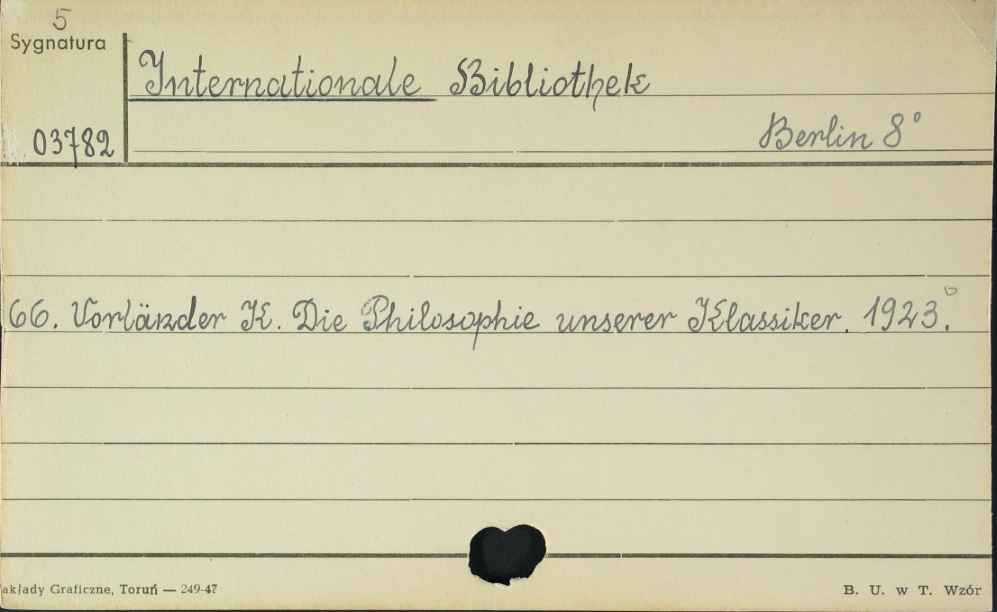 5
Sygnatura
Internationale Bibliothek
03782
Berlin 8°
66. Vorländer K. Die Philosophie unserer Klassiker. 1923.°
akłady Graficzne, Toruń — 249-47
B. U. w T. Wzór